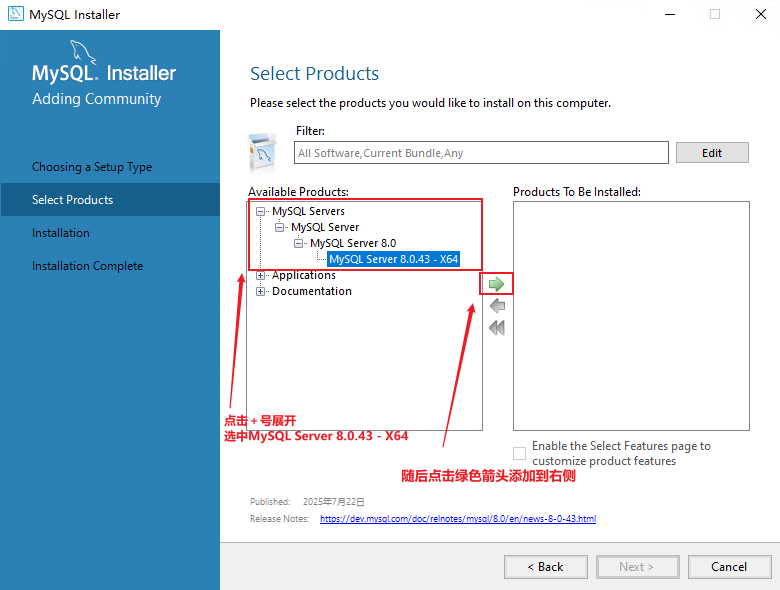 MySQL Installer
MySQL. Installer
Adding Community
Choosing a Setup Type
Select Products
Installation
Installation Complete
Select Products
Please select the products you would like to install on this computer.
Filter:
All Software,Current Bundle,Any
Edit
Available Products:
MySQL Servers
MySQL Server
MySQL Server 8.0
MySQL Server 8.0.43 - X64
Applications
Documentation
Products To Be Installed:
点击＋号展开
选中MySQL Server 8.0.43 - X64
随后点击绿色箭头添加到右侧
Enable the Select Features page to
customize product features
Published: 2025年7月22日
Release Notes: https://dev.mysql.com/doc/relnotes/mysql/8.0/en/news-8-0-43.html
< Back
Next >
Cancel